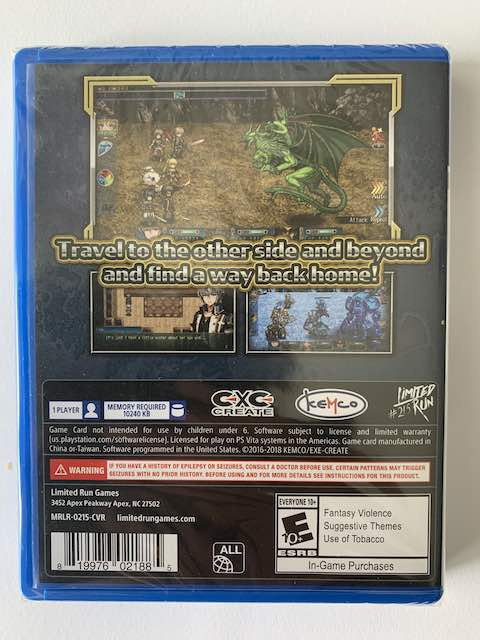 Auto
Attack Repeat
Travel to the other side and beyond
and find a way back home!
EXC
CREATE
KEMCO
LIMITED
RUN
#215
1 PLAYER
MEMORY REQUIRED
10240 KB
Game Card not intended for use by children under 6. Software subject to license and limited warranty
(us.playstation.com/softwarelicense). Licensed for play on PS Vita systems in the Americas. Game card manufactured in
China or Taiwan. Software programmed in the United States. ©2016-2018 KEMCO/EXE-CREATE
WARNING
IF YOU HAVE A HISTORY OF EPILEPSY OR SEIZURES, CONSULT A DOCTOR BEFORE USE. CERTAIN PATTERNS MAY TRIGGER
SEIZURES WITH NO PRIOR HISTORY. BEFORE USING AND FOR MORE DETAILS SEE INSTRUCTIONS FOR THIS PRODUCT.
Limited Run Games
3452 Apex Peakway Apex, NC 27502
MRLR-0215-CVR limitedrungames.com
8 19976 02188 5
ALL
EVERYONE 10+
E
10+
ESRB
Fantasy Violence
Suggestive Themes
Use of Tobacco
In-Game Purchases